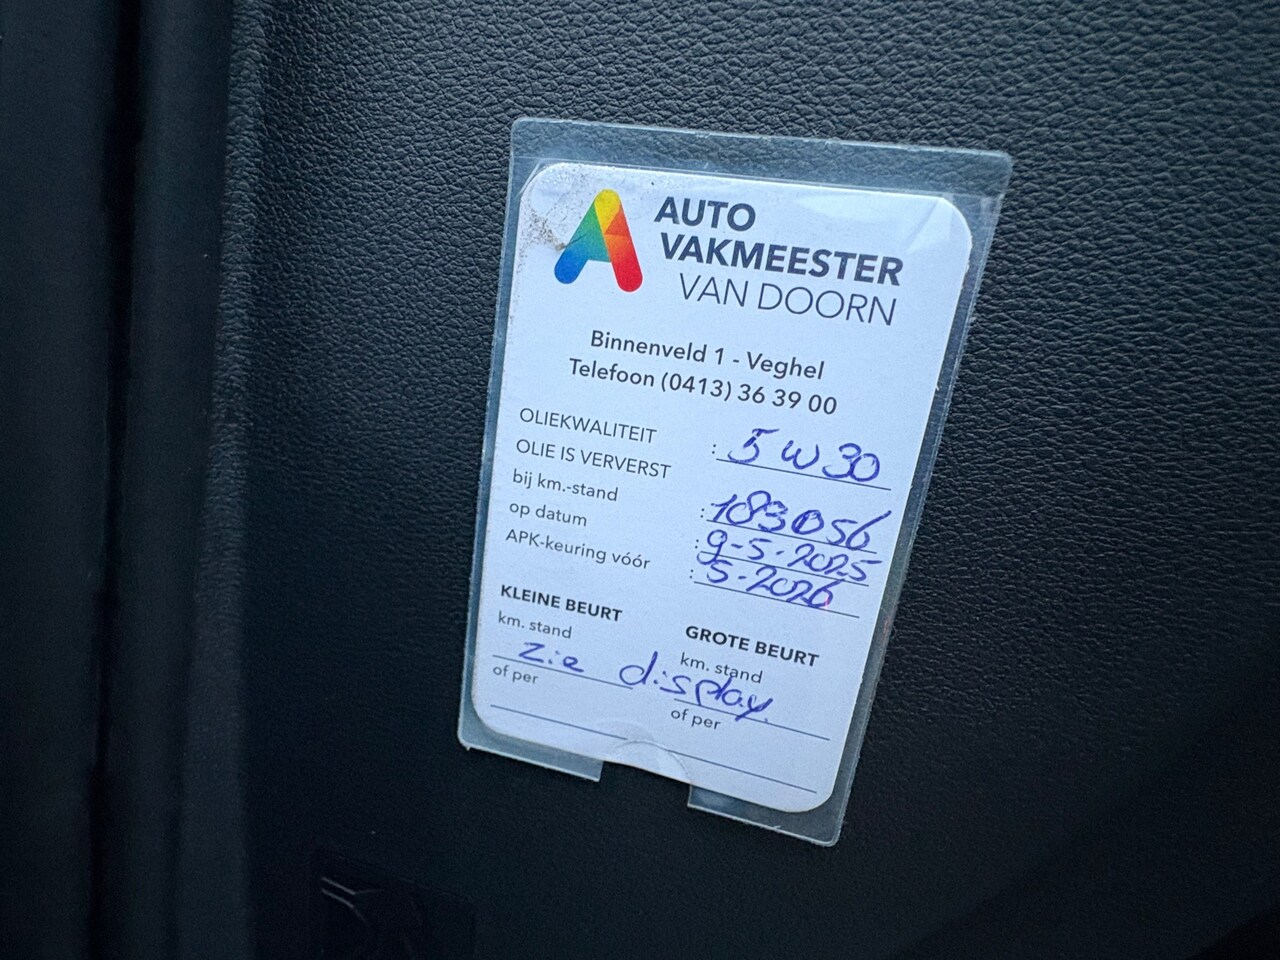 AUTO
VAKMEESTER
VAN DOORN
Binnenveld 1 - Veghel
Telefoon (0413) 36 39 00
OLIEKWALITEIT : 5W30
OLIE IS VERVERST
bij km.-stand : 183056
op datum : 9-5-2025
APK-keuring vóór : 5-2026
KLEINE BEURT GROTE BEURT
km. stand km. stand
zie display.
of per of per